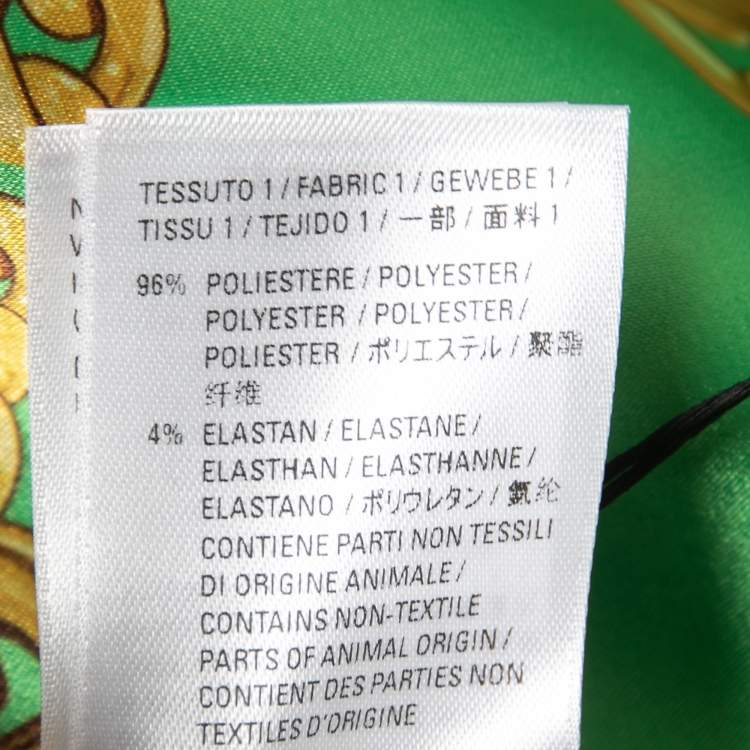 TESSUTO 1 / FABRIC 1 / GEWEBE 1 /
TISSU 1 / TEJIDO 1 / 一部 / 面料 1
96% POLIESTERE / POLYESTER /
POLYESTER / POLYESTER /
POLIESTER / ポリエステル / 聚酯
纤维
4% ELASTAN / ELASTANE /
ELASTHAN / ELASTHANNE /
ELASTANO / ポリウレタン / 氨纶
CONTIENE PARTI NON TESSILI
DI ORIGINE ANIMALE /
CONTAINS NON-TEXTILE
PARTS OF ANIMAL ORIGIN /
CONTIENT DES PARTIES NON
TEXTILES D'ORIGINE